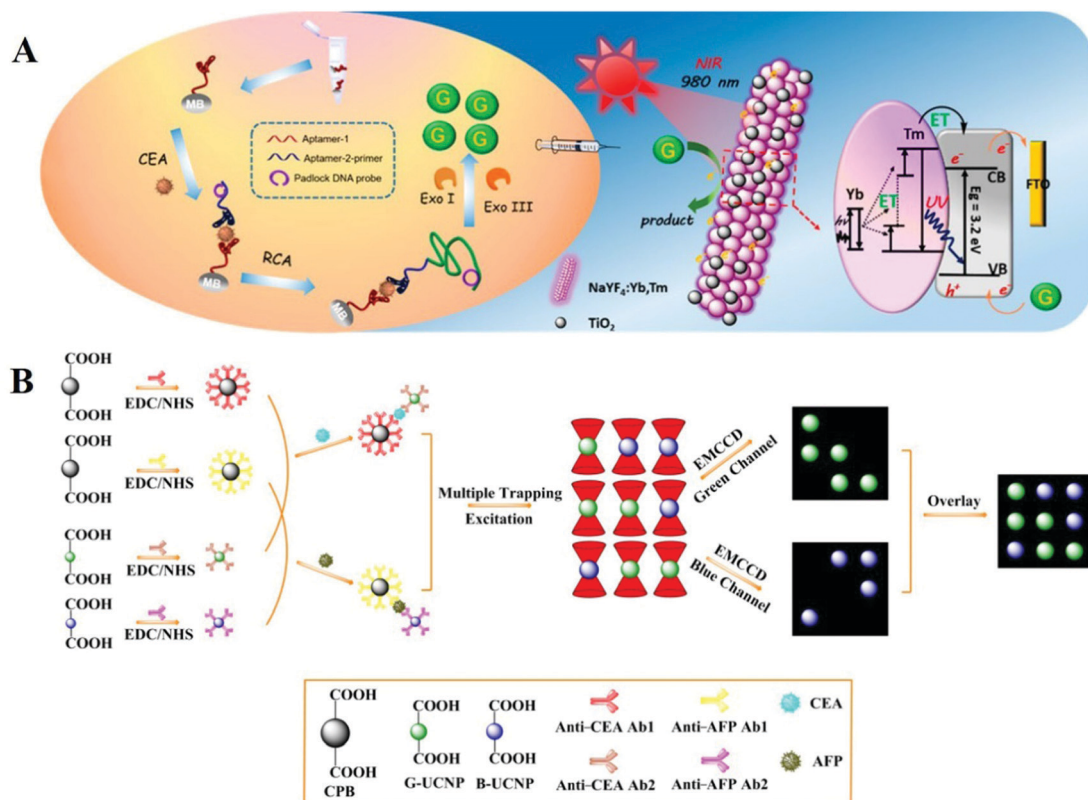 A
MB
CEA
MB
RCA
MB
Aptamer-1
Aptamer-2-primer
Padlock DNA probe
G G
G G
Exo I
Exo III
NIR
980 nm
G
product
NaYF4:Yb,Tm
TiO2
Tm
ET
e-
e-
CB
Yb
ET
UV
Eg = 3.2 eV
FTO
hν
VB
h+
e-
G
B
COOH
COOH
EDC/NHS
COOH
COOH
EDC/NHS
COOH
COOH
EDC/NHS
COOH
COOH
EDC/NHS
Multiple Trapping
Excitation
EMCCD
Green Channel
EMCCD
Blue Channel
Overlay
COOH
COOH
CPB
COOH
COOH
G-UCNP
COOH
COOH
B-UCNP
Anti-CEA Ab1
Anti-AFP Ab1
CEA
Anti-CEA Ab2
Anti-AFP Ab2
AFP